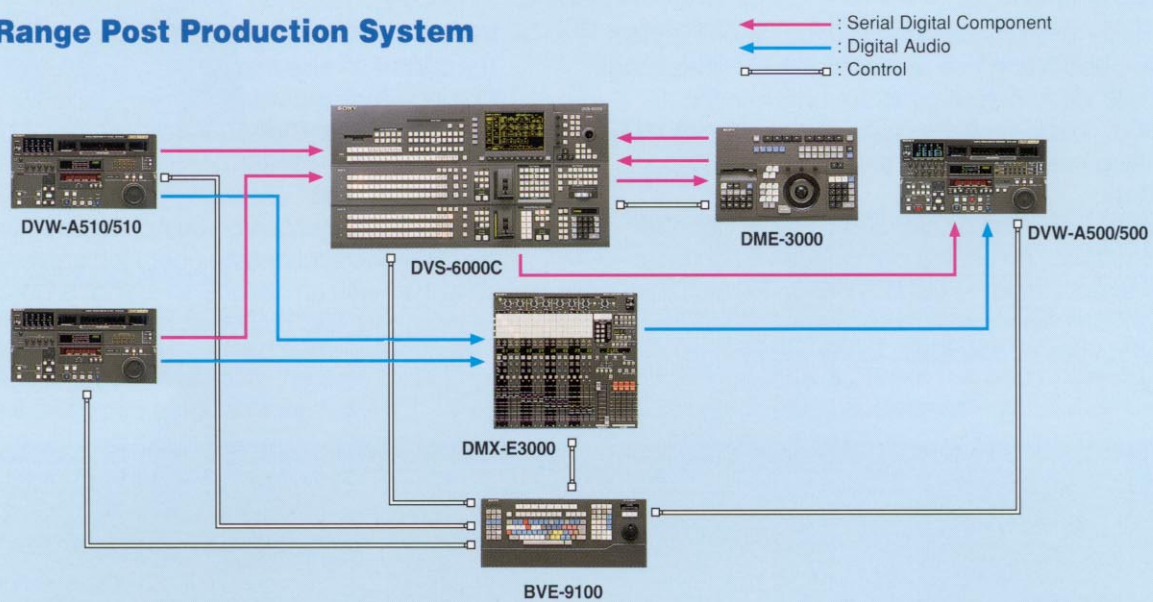 Range Post Production System
: Serial Digital Component
: Digital Audio
: Control
DVW-A510/510
DVS-6000C
DME-3000
DVW-A500/500
DMX-E3000
BVE-9100
SONY